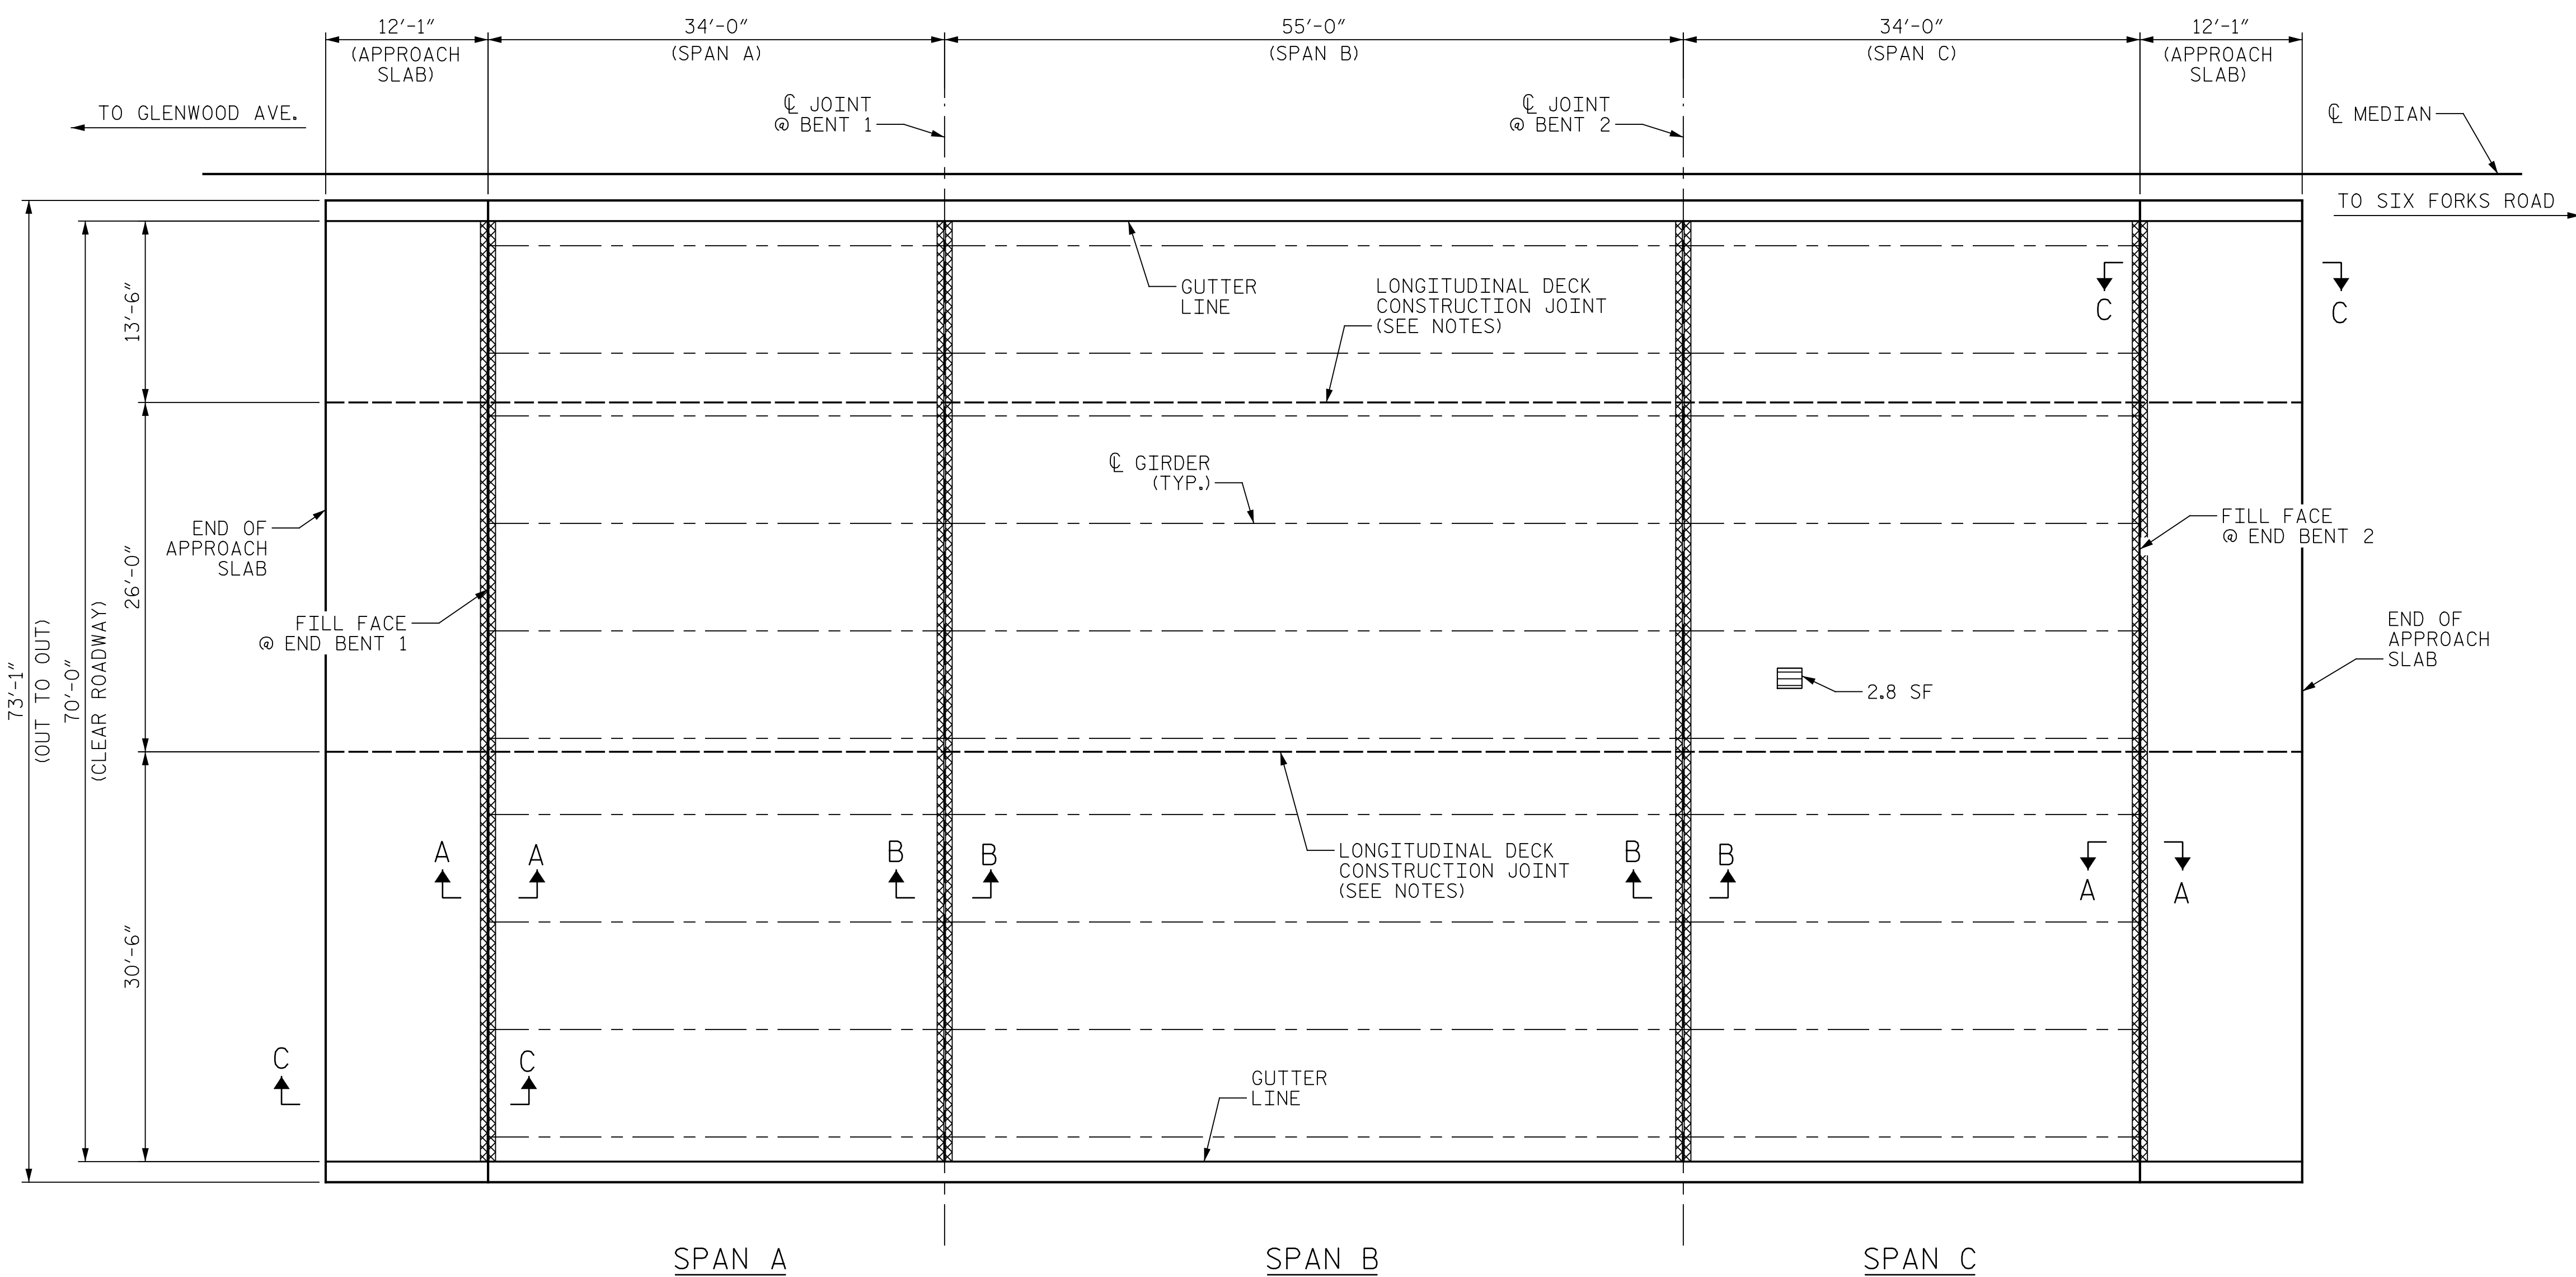 12'-1"
(APPROACH
SLAB)
34'-0"
(SPAN A)
55'-0"
(SPAN B)
34'-0"
(SPAN C)
12'-1"
(APPROACH
SLAB)
TO GLENWOOD AVE.
℄ JOINT
@ BENT 1
℄ JOINT
@ BENT 2
℄ MEDIAN
TO SIX FORKS ROAD
GUTTER
LINE
LONGITUDINAL DECK
CONSTRUCTION JOINT
(SEE NOTES)
C
C
13'-6"
26'-0"
30'-6"
73'-1"
(OUT TO OUT)
70'-0"
(CLEAR ROADWAY)
℄ GIRDER
(TYP.)
END OF
APPROACH
SLAB
FILL FACE
@ END BENT 1
FILL FACE
@ END BENT 2
END OF
APPROACH
SLAB
2.8 SF
A
A
B
B
LONGITUDINAL DECK
CONSTRUCTION JOINT
(SEE NOTES)
B
B
A
A
C
C
GUTTER
LINE
SPAN A
SPAN B
SPAN C